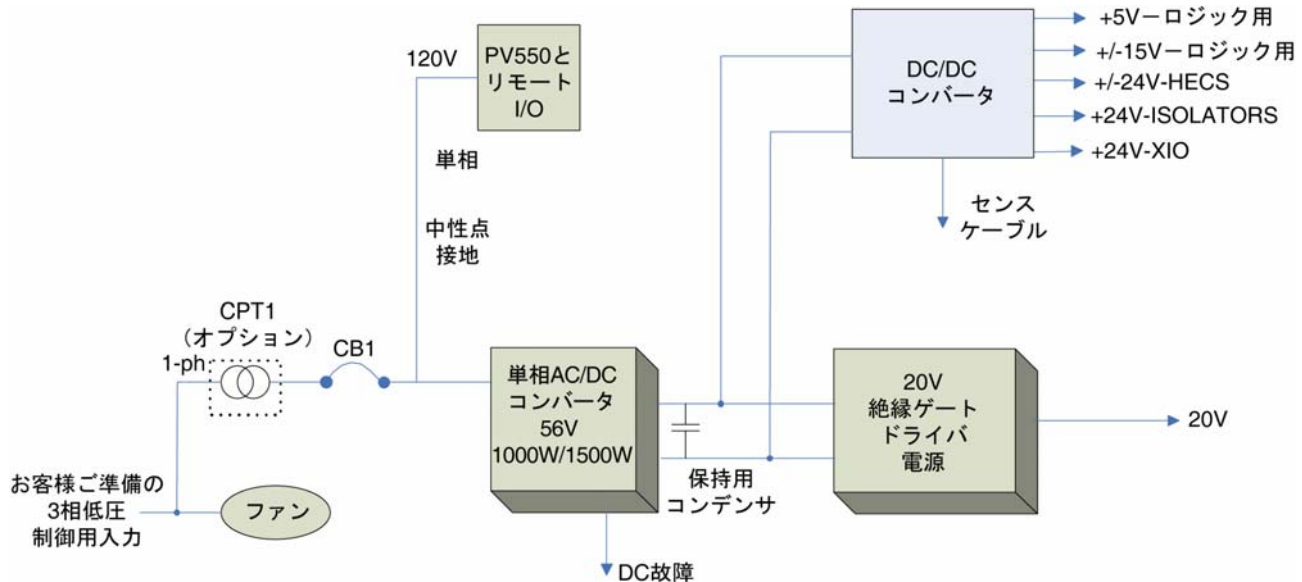 +5V－ロジック用
+/-15V－ロジック用
+/-24V-HECS
+24V-ISOLATORS
+24V-XIO
DC/DC
コンバータ
センス
ケーブル
120V
PV550と
リモート
I/O
単相
中性点
接地
CPT1
（オプション）
1-ph
CB1
単相AC/DC
コンバータ
56V
1000W/1500W
保持用
コンデンサ
DC故障
20V
絶縁ゲート
ドライバ
電源
20V
お客様ご準備の
3相低圧
制御用入力
ファン